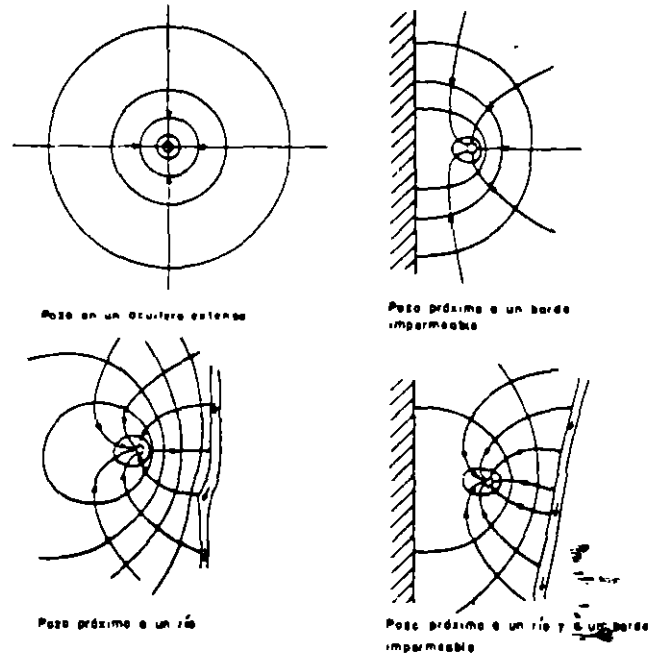 Pozo en un acuífero extenso
Pozo próximo a un borde
impermeable
Pozo próximo a un río
Pozo próximo a un río y a un borde
impermeable